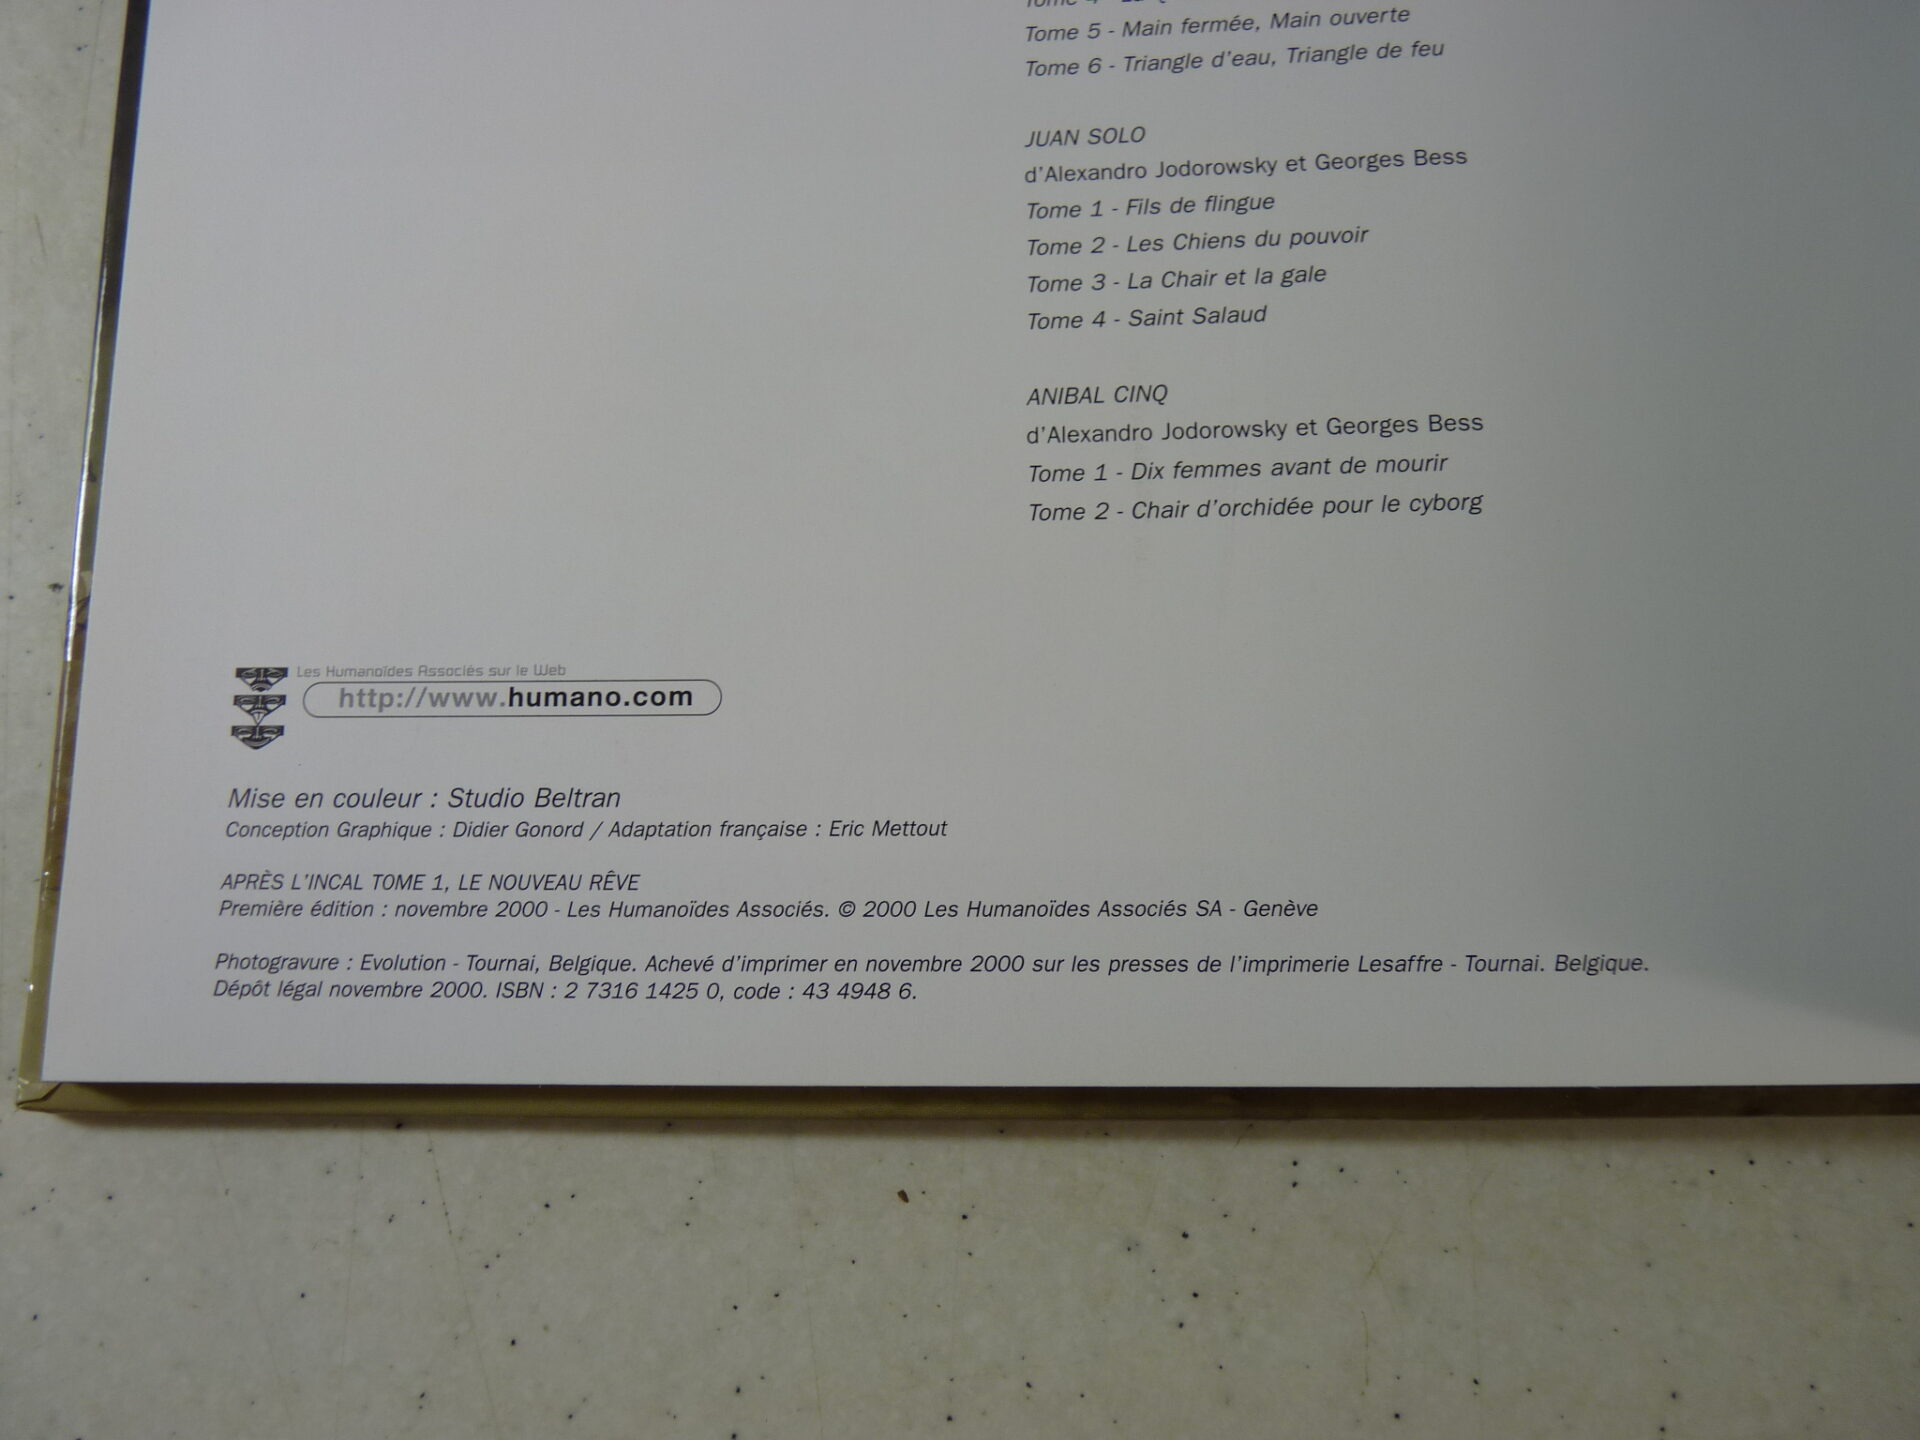 Tome 5 - Main fermée, Main ouverte
Tome 6 - Triangle d'eau, Triangle de feu
JUAN SOLO
d'Alexandro Jodorowsky et Georges Bess
Tome 1 - Fils de flingue
Tome 2 - Les Chiens du pouvoir
Tome 3 - La Chair et la gale
Tome 4 - Saint Salaud
ANIBAL CINQ
d'Alexandro Jodorowsky et Georges Bess
Tome 1 - Dix femmes avant de mourir
Tome 2 - Chair d'orchidée pour le cyborg
Les Humanoïdes Associés sur le Web
http://www.humano.com
Mise en couleur : Studio Beltran
Conception Graphique : Didier Gonord / Adaptation française : Eric Mettout
APRÈS L'INCAL TOME 1, LE NOUVEAU RÊVE
Première édition : novembre 2000 - Les Humanoïdes Associés. © 2000 Les Humanoïdes Associés SA - Genève
Photogravure : Evolution - Tournai, Belgique. Achevé d'imprimer en novembre 2000 sur les presses de l'imprimerie Lesaffre - Tournai. Belgique.
Dépôt légal novembre 2000. ISBN : 2 7316 1425 0, code : 43 4948 6.